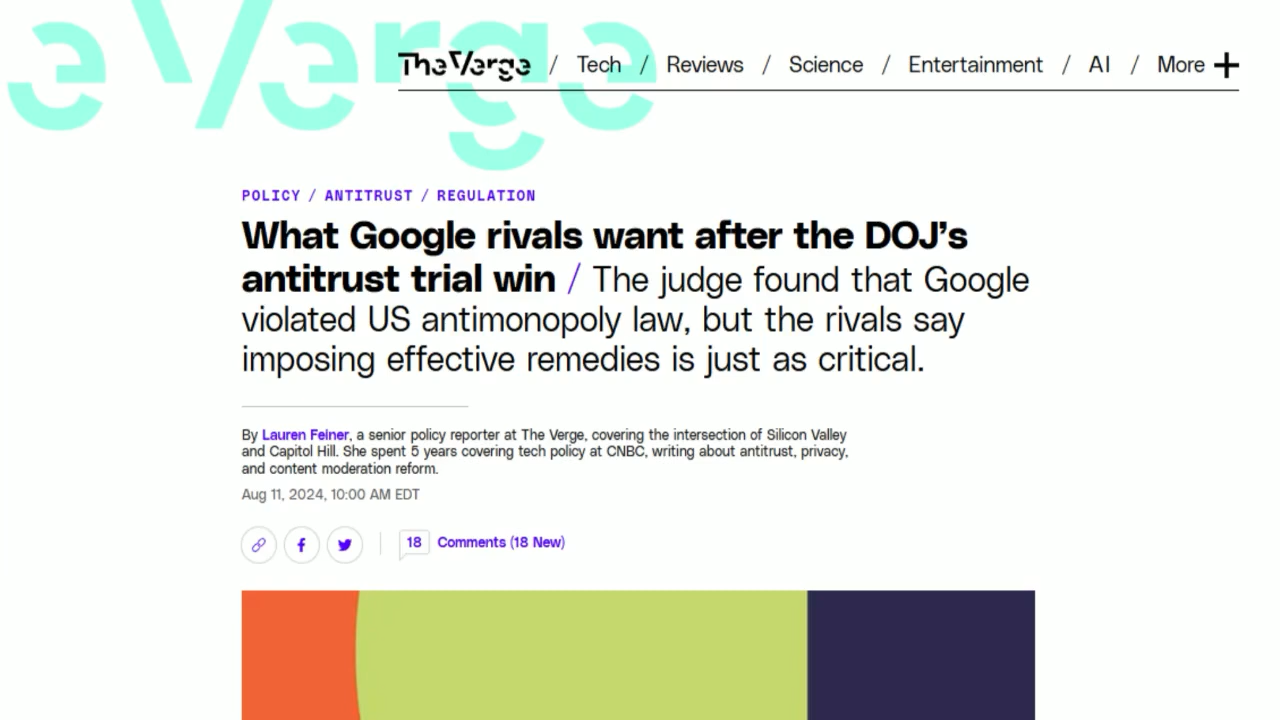 e Verge
The Verge / Tech / Reviews / Science / Entertainment / AI / More +
POLICY / ANTITRUST / REGULATION
What Google rivals want after the DOJ’s
antitrust trial win / The judge found that Google
violated US antimonopoly law, but the rivals say
imposing effective remedies is just as critical.
By Lauren Feiner, a senior policy reporter at The Verge, covering the intersection of Silicon Valley
and Capitol Hill. She spent 5 years covering tech policy at CNBC, writing about antitrust, privacy,
and content moderation reform.
Aug 11, 2024, 10:00 AM EDT
18 Comments (18 New)